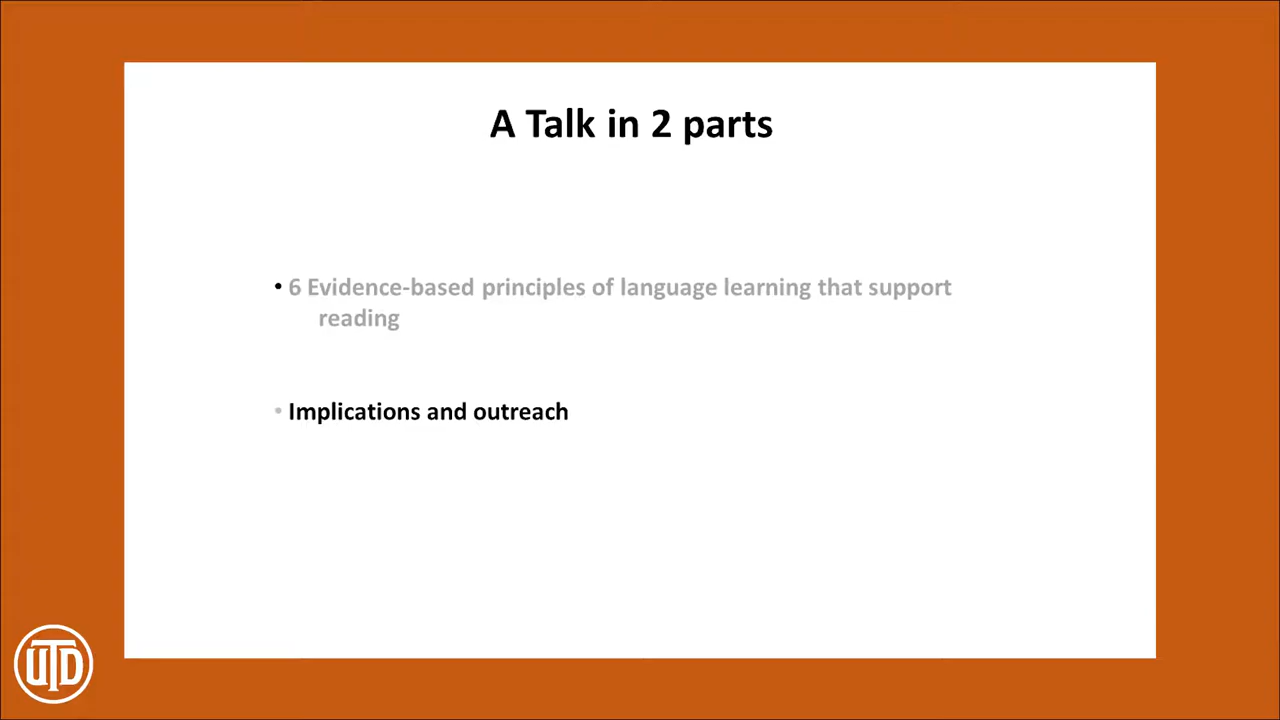 A Talk in 2 parts
• 6 Evidence-based principles of language learning that support
reading
• Implications and outreach
UTD